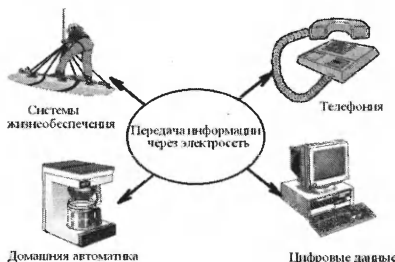 Системы
жизнеобеспечения
Телефония
Передача информации
через электросеть
Домашняя автоматика
Цифровые данные